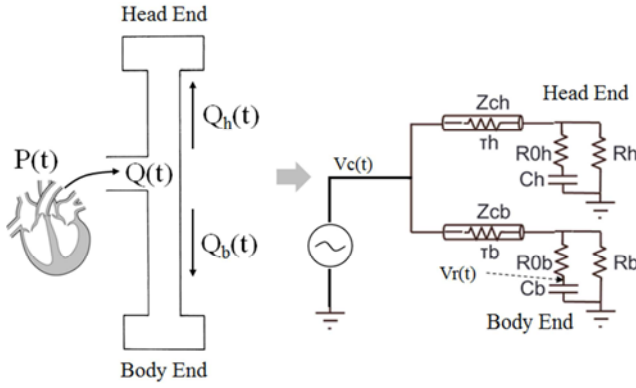 Head End
Qh(t)
P(t)
Q(t)
Qb(t)
Body End
Zch
Head End
τh
R0h
Rh
Ch
Vc(t)
Zcb
τb
R0b
Rb
Vr(t)
Cb
Body End